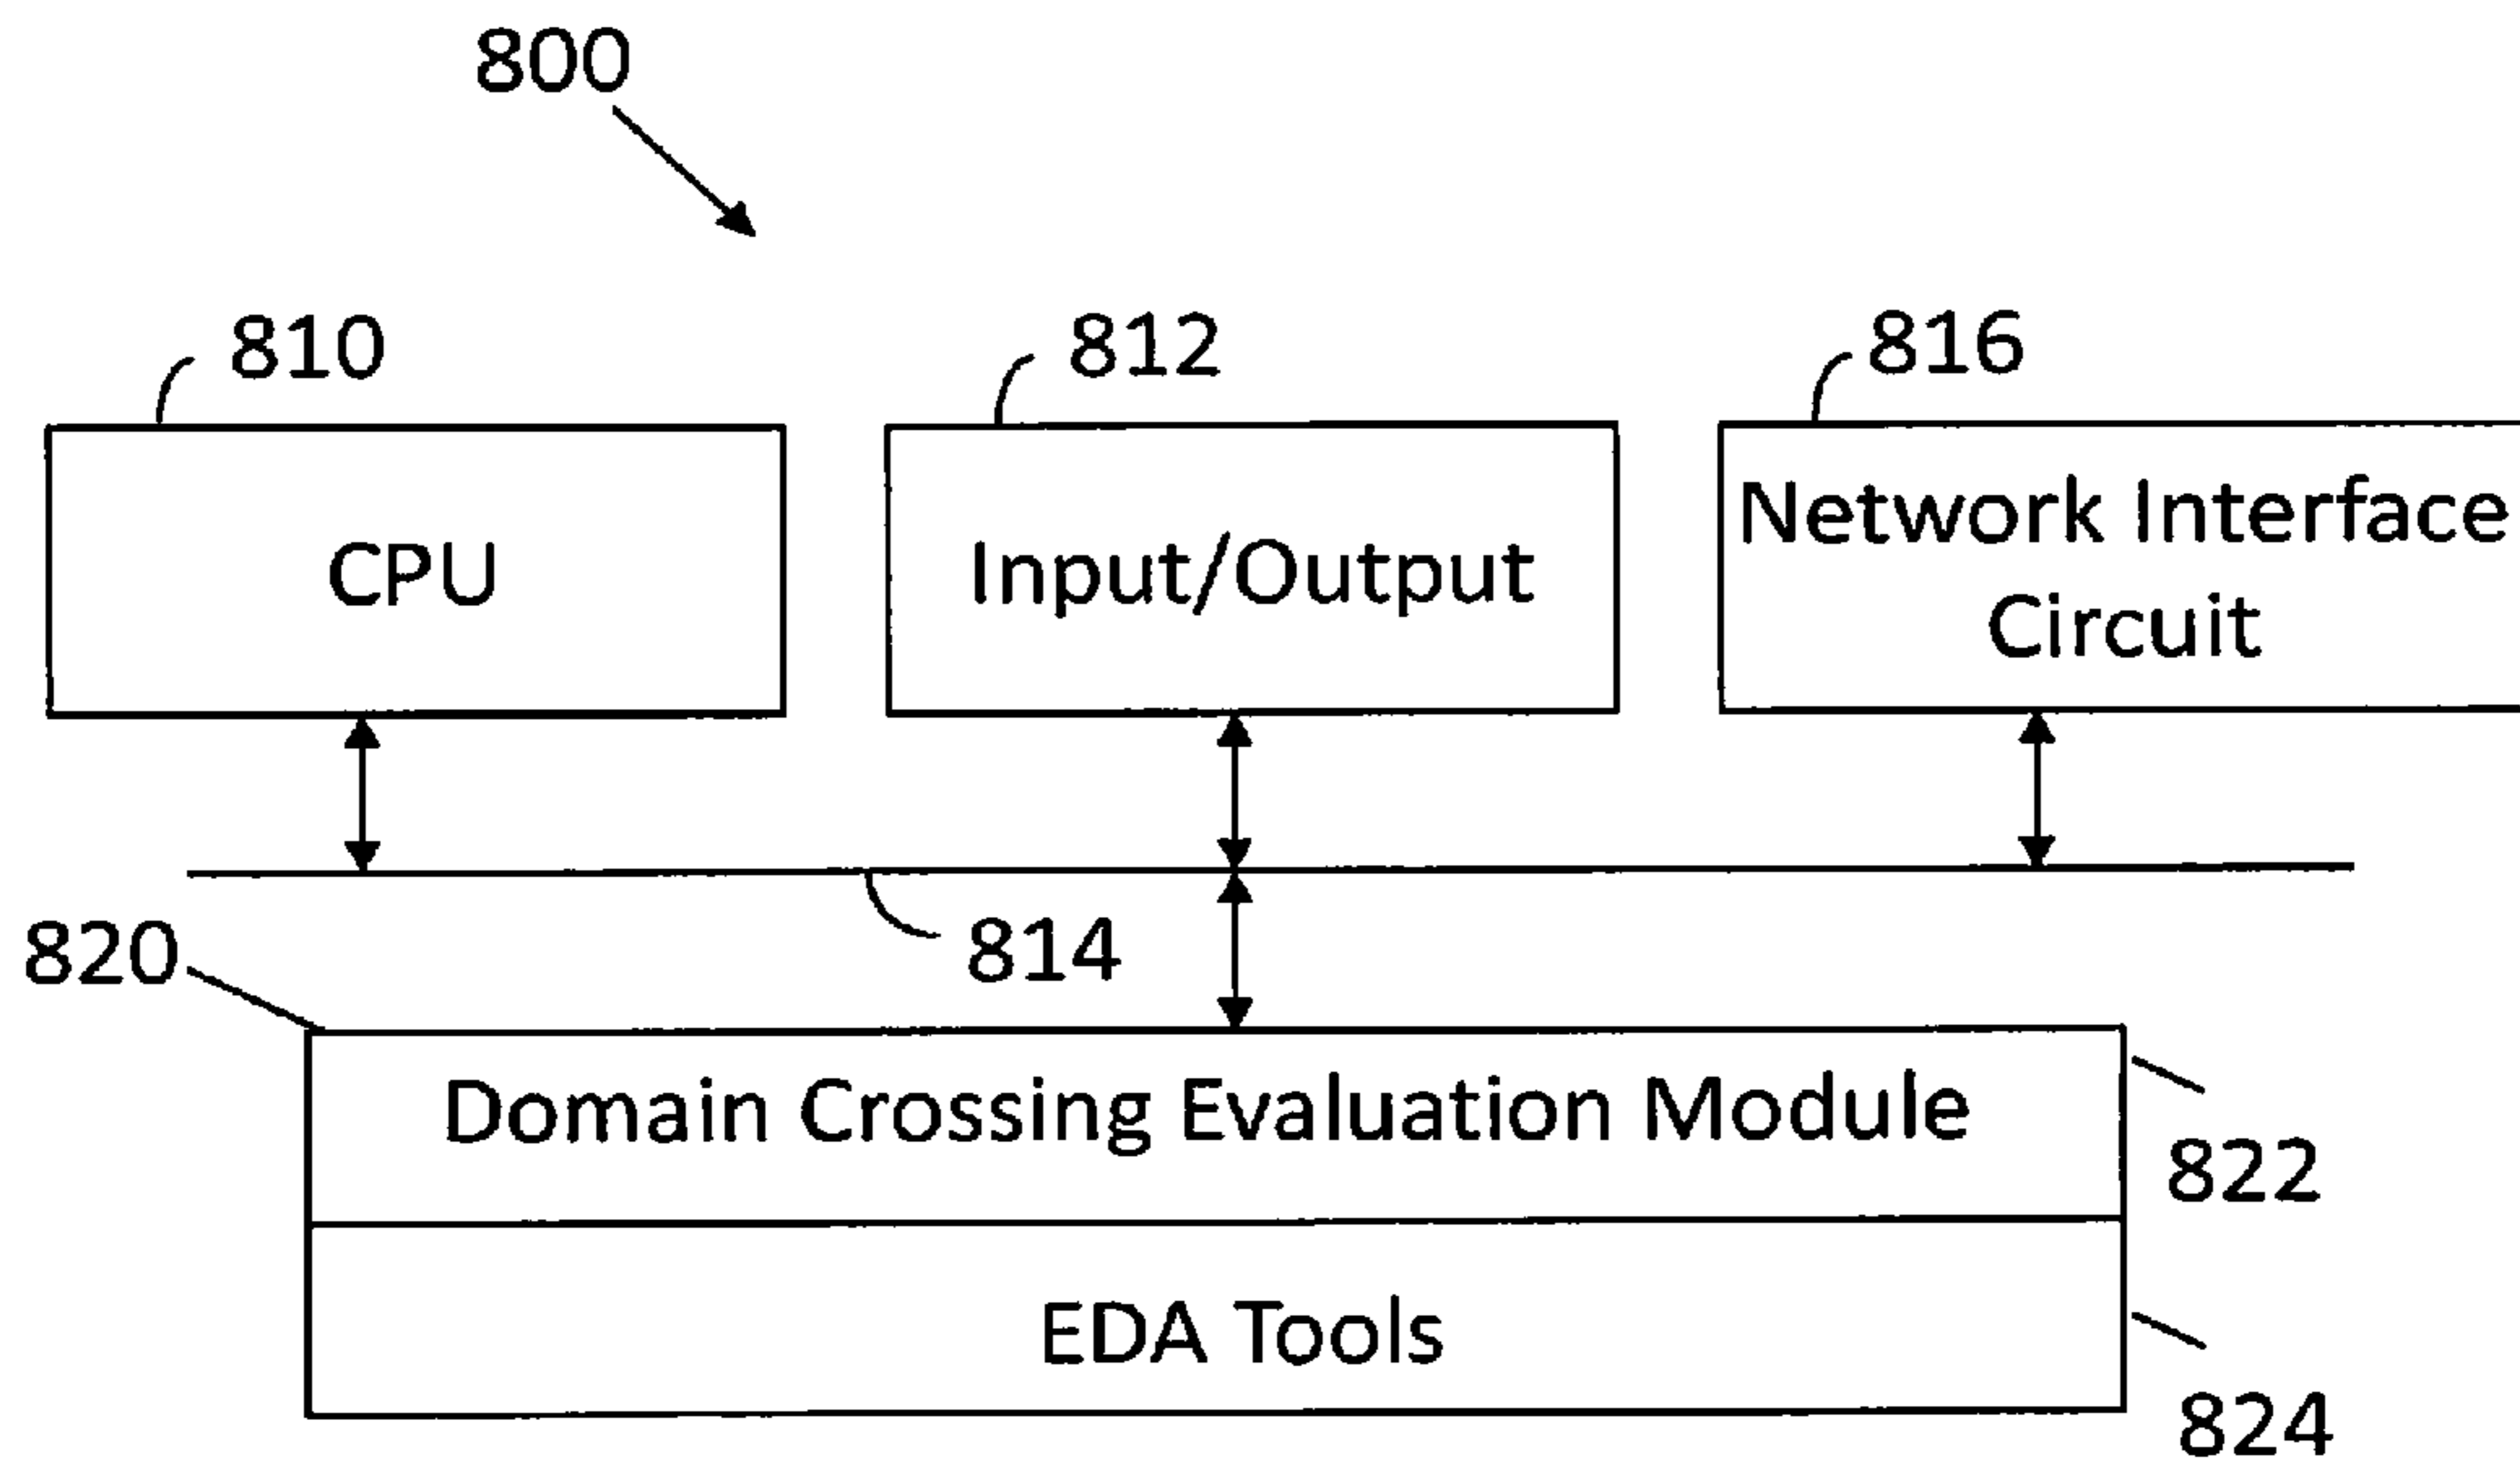 800
810
812
816
CPU
Input/Output
Network Interface
Circuit
820
814
Domain Crossing Evaluation Module
822
EDA Tools
824